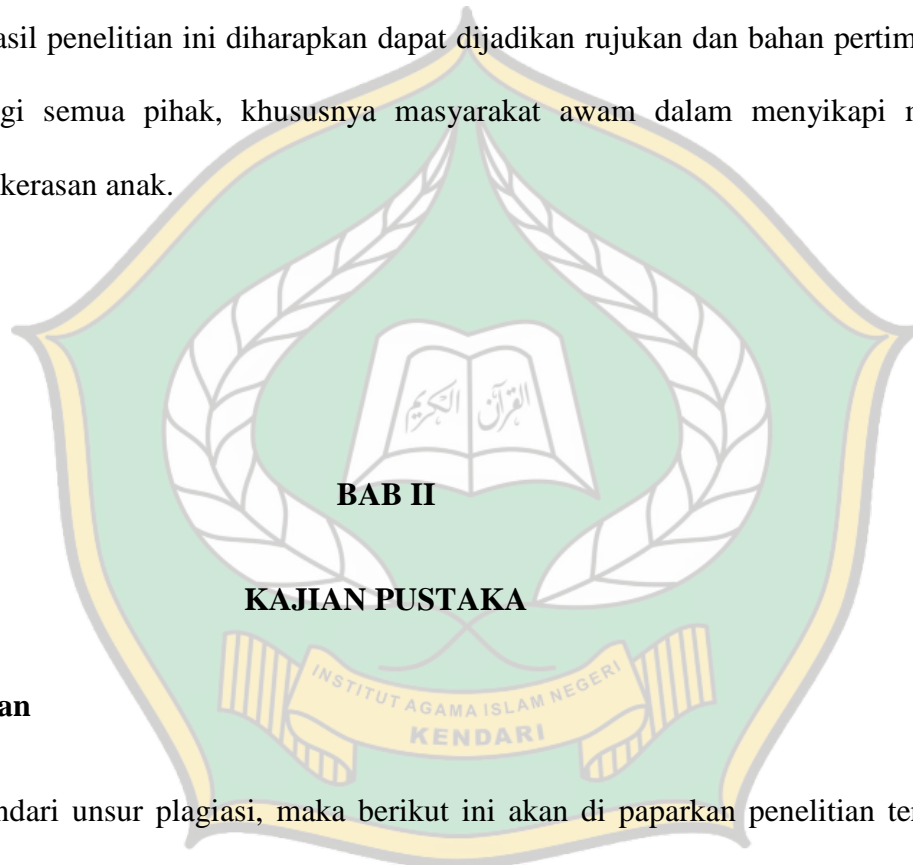 asil penelitian ini diharapkan dapat dijadikan rujukan dan bahan pertim
gi semua pihak, khususnya masyarakat awam dalam menyikapi
kerasan anak.
القرآن الكريم
BAB II
KAJIAN PUSTAKA
INSTITUT AGAMA ISLAM NEGERI
KENDARI
an
ndari unsur plagiasi, maka berikut ini akan di paparkan penelitian ter